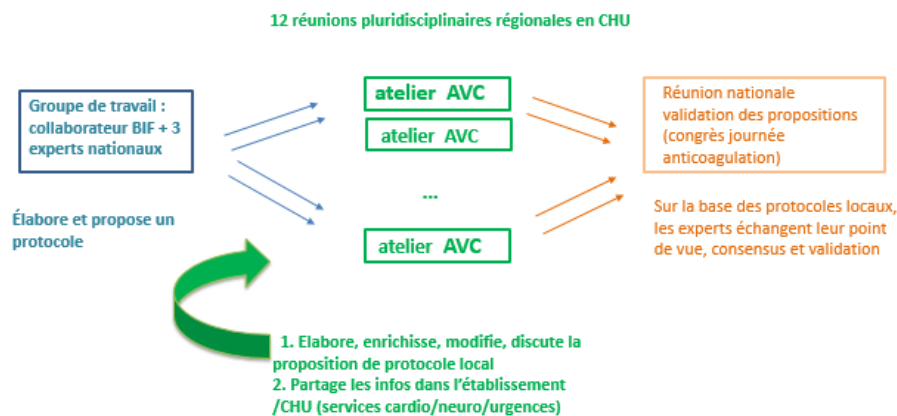 12 réunions pluridisciplinaires régionales en CHU
Groupe de travail :
collaborateur BIF + 3
experts nationaux
Élabore et propose un
protocole
atelier AVC
atelier AVC
...
atelier AVC
1. Elabore, enrichisse, modifie, discute la
proposition de protocole local
2. Partage les infos dans l'établissement
/CHU (services cardio/neuro/urgences)
Réunion nationale
validation des propositions
(congrès journée
anticoagulation)
Sur la base des protocoles locaux,
les experts échangent leur point
de vue, consensus et validation